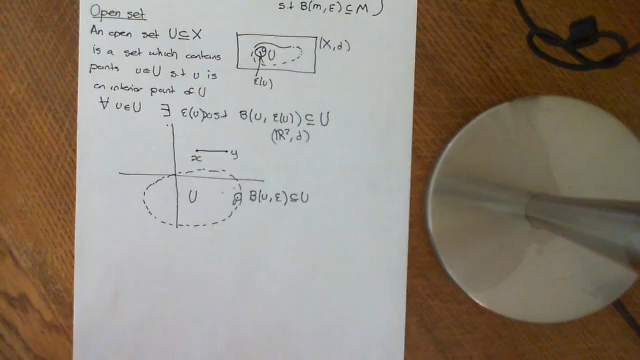 s.t B(m, ε) ⊆ M )
Open set
An open set U ⊆ X
is a set which contains
points u∈U s.t u is
an interior point of U
(X, d)
U
ε(u)
∀ u∈U ∃ ε(u)>0 s.t B(u, ε(u)) ⊆ U
(ℝ², d)
x y
U B(u, ε) ⊆ U